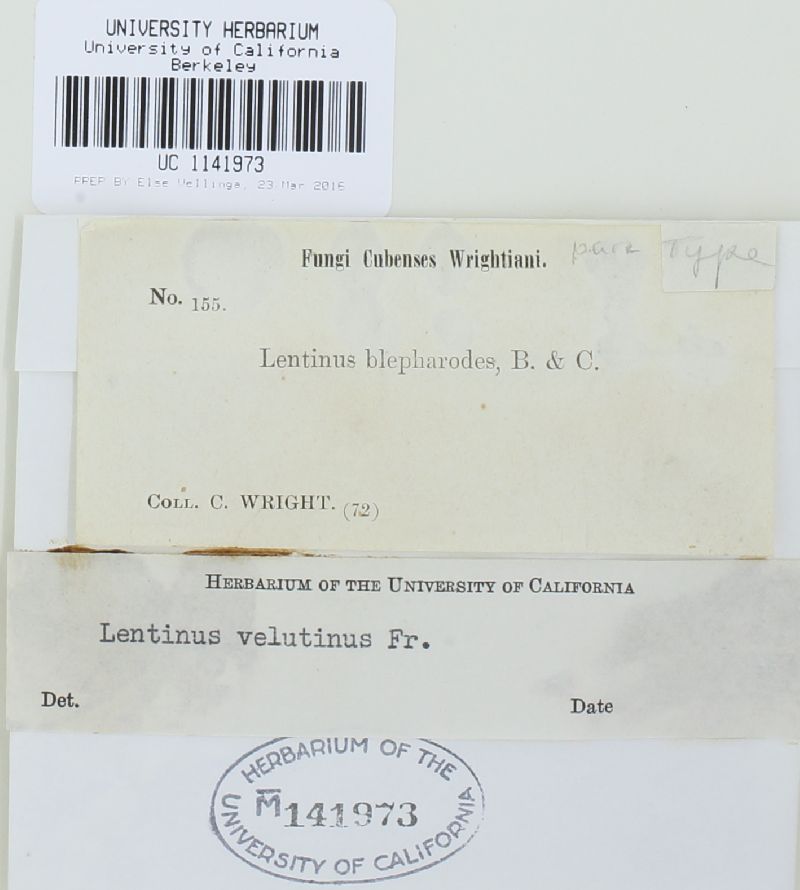 UNIVERSITY HERBARIUM
University of California
Berkeley
UC 1141973
PREP BY Else Vellinga, 23 Mar 2016
Fungi Cubenses Wrightiani. para Type
No. 155.
Lentinus blepharodes, B. & C.
COLL. C. WRIGHT. (72)
HERBARIUM OF THE UNIVERSITY OF CALIFORNIA
Lentinus velutinus Fr.
Det. Date
HERBARIUM OF THE
M 141973
UNIVERSITY OF CALIFORNIA